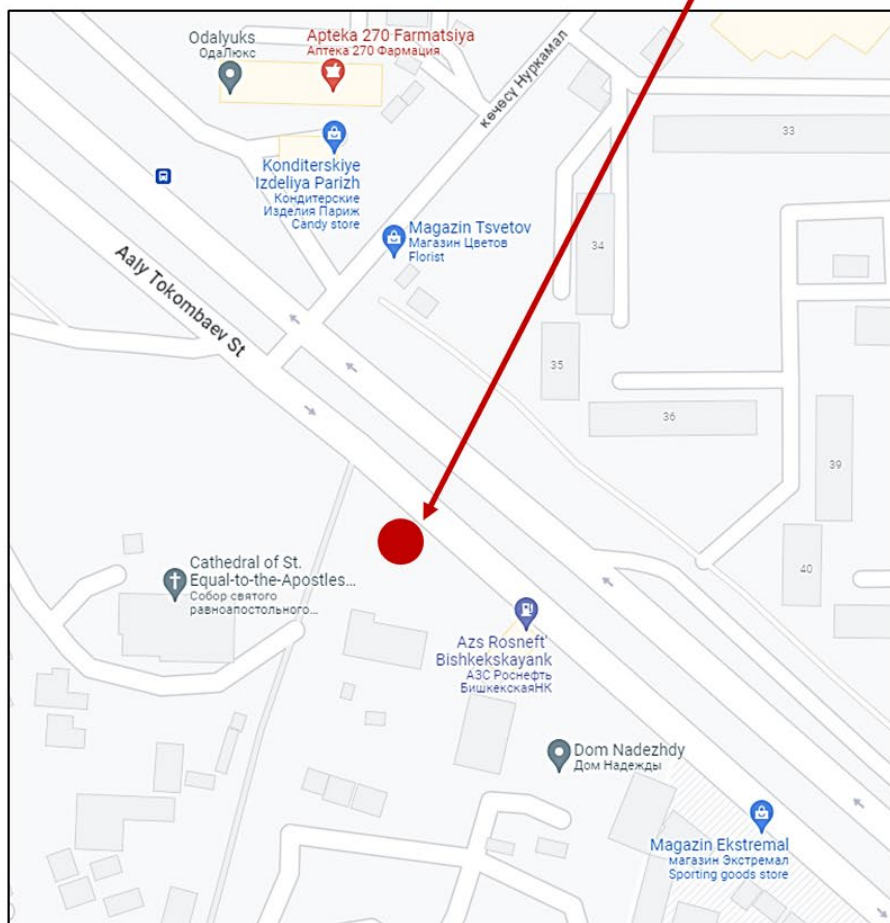 Odalyuks
ОдаЛюкс
Apteka 270 Farmatsiya
Аптека 270 Фармация
көчөсү Нуркамал
33
Konditerskiye
Izdeliya Parizh
Кондитерские
Изделия Париж
Candy store
Magazin Tsvetov
Магазин Цветов
Florist
34
Aaly Tokombaev St
35
36
39
40
Cathedral of St.
Equal-to-the-Apostles...
Собор святого
равноапостольного...
Azs Rosneft'
Bishkekskayank
АЗС Роснефть
БишкекскаяНК
Dom Nadezhdy
Дом Надежды
Magazin Ekstremal
магазин Экстремал
Sporting goods store